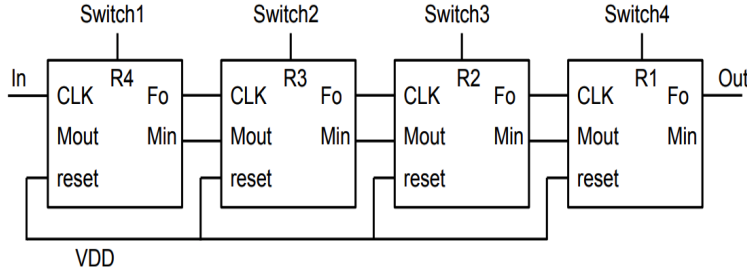 Switch1 Switch2 Switch3 Switch4
In R4 R3 R2 R1 Out
CLK Fo CLK Fo CLK Fo CLK Fo
Mout Min Mout Min Mout Min Mout Min
reset reset reset reset
VDD